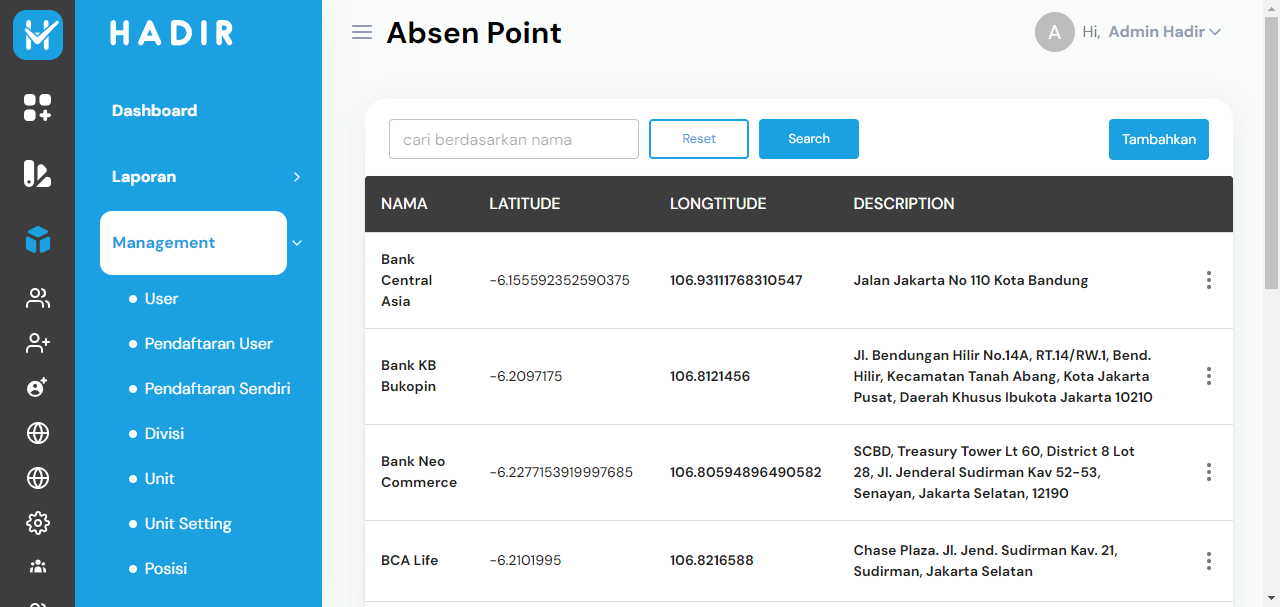 HADIR
Absen Point
A
Hi, Admin Hadir
Dashboard
Laporan
Management
User
Pendaftaran User
Pendaftaran Sendiri
Divisi
Unit
Unit Setting
Posisi
cari berdasarkan nama
Reset
Search
Tambahkan
NAMA LATITUDE LONGTITUDE DESCRIPTION
Bank
Central
Asia
-6.155592352590375
106.93111768310547
Jalan Jakarta No 110 Kota Bandung
Bank KB
Bukopin
-6.2097175
106.8121456
Jl. Bendungan Hilir No.14A, RT.14/RW.1, Bend.
Hilir, Kecamatan Tanah Abang, Kota Jakarta
Pusat, Daerah Khusus Ibukota Jakarta 10210
Bank Neo
Commerce
-6.2277153919997685
106.80594896490582
SCBD, Treasury Tower Lt 60, District 8 Lot
28, Jl. Jenderal Sudirman Kav 52-53,
Senayan, Jakarta Selatan, 12190
BCA Life
-6.2101995
106.8216588
Chase Plaza. Jl. Jend. Sudirman Kav. 21,
Sudirman, Jakarta Selatan